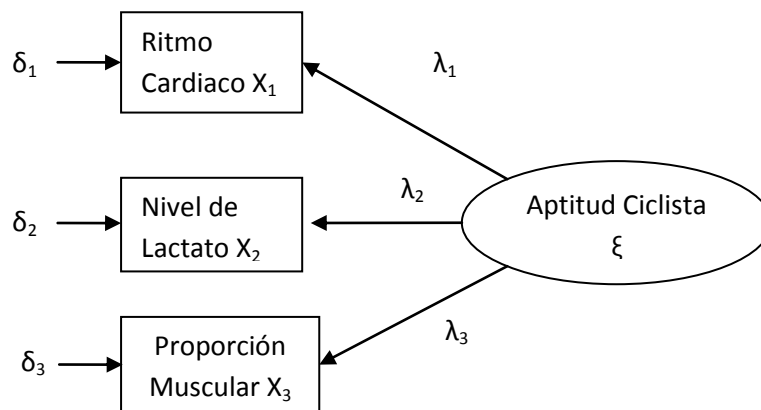 δ₁
Ritmo
Cardiaco X₁
λ₁
δ₂
Nivel de
Lactato X₂
λ₂
Aptitud Ciclista
ξ
δ₃
Proporción
Muscular X₃
λ₃